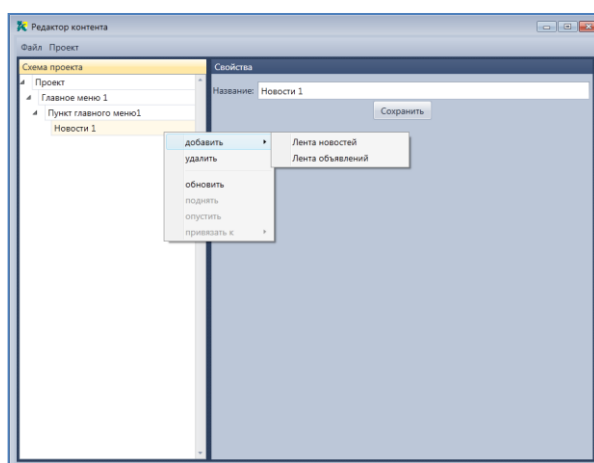 Редактор контента
Файл Проект
Схема проекта
Свойства
Проект
Главное меню 1
Пункт главного меню1
Новости 1
Название: Новости 1
Сохранить
добавить
удалить
обновить
поднять
опустить
привязать к
Лента новостей
Лента объявлений